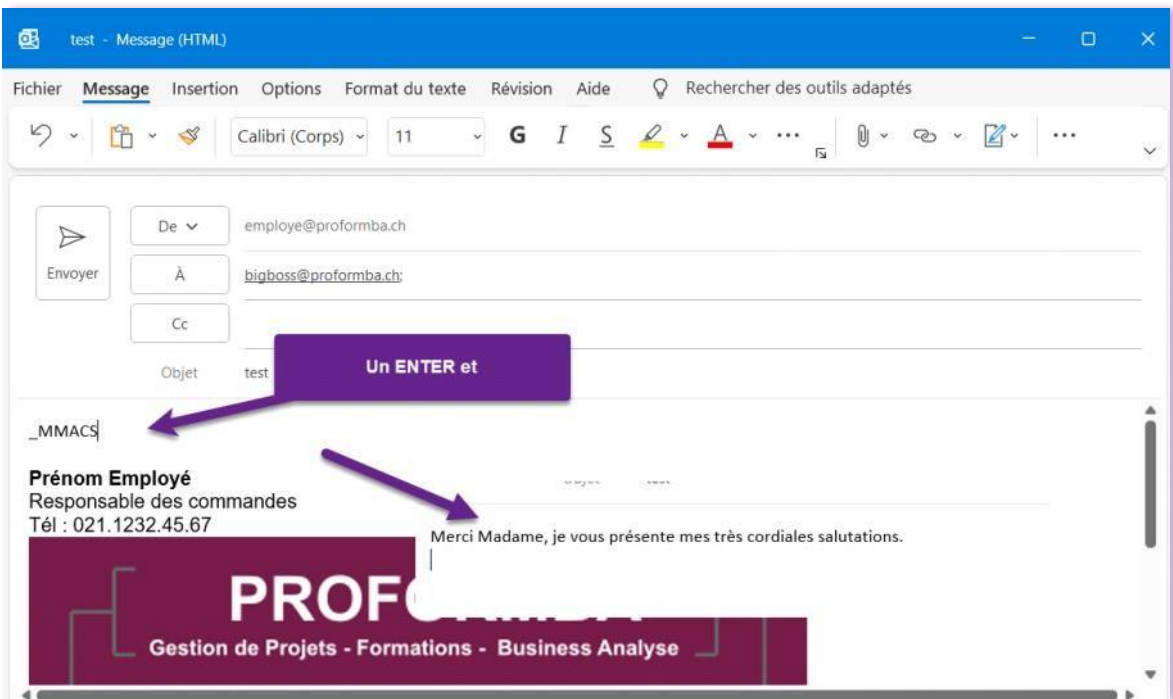 test - Message (HTML)
Fichier Message Insertion Options Format du texte Révision Aide Rechercher des outils adaptés
Calibri (Corps) 11 G I S A
De employe@proformba.ch
Envoyer À bigboss@proformba.ch;
Cc
Objet test
Un ENTER et
_MMACS
Prénom Employé
Responsable des commandes
Tél : 021.1232.45.67
Merci Madame, je vous présente mes très cordiales salutations.
PROFORMBA
Gestion de Projets - Formations - Business Analyse